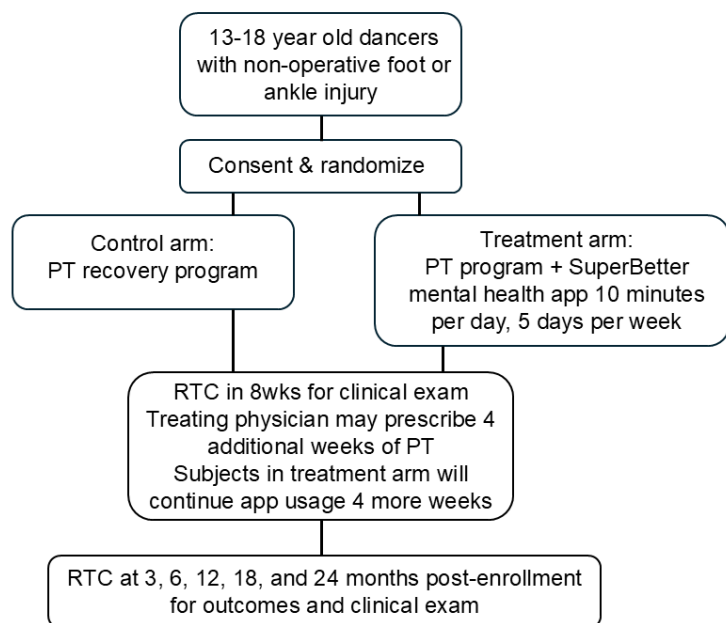 13-18 year old dancers
with non-operative foot or
ankle injury
Consent & randomize
Control arm:
PT recovery program
Treatment arm:
PT program + SuperBetter
mental health app 10 minutes
per day, 5 days per week
RTC in 8wks for clinical exam
Treating physician may prescribe 4
additional weeks of PT
Subjects in treatment arm will
continue app usage 4 more weeks
RTC at 3, 6, 12, 18, and 24 months post-enrollment
for outcomes and clinical exam